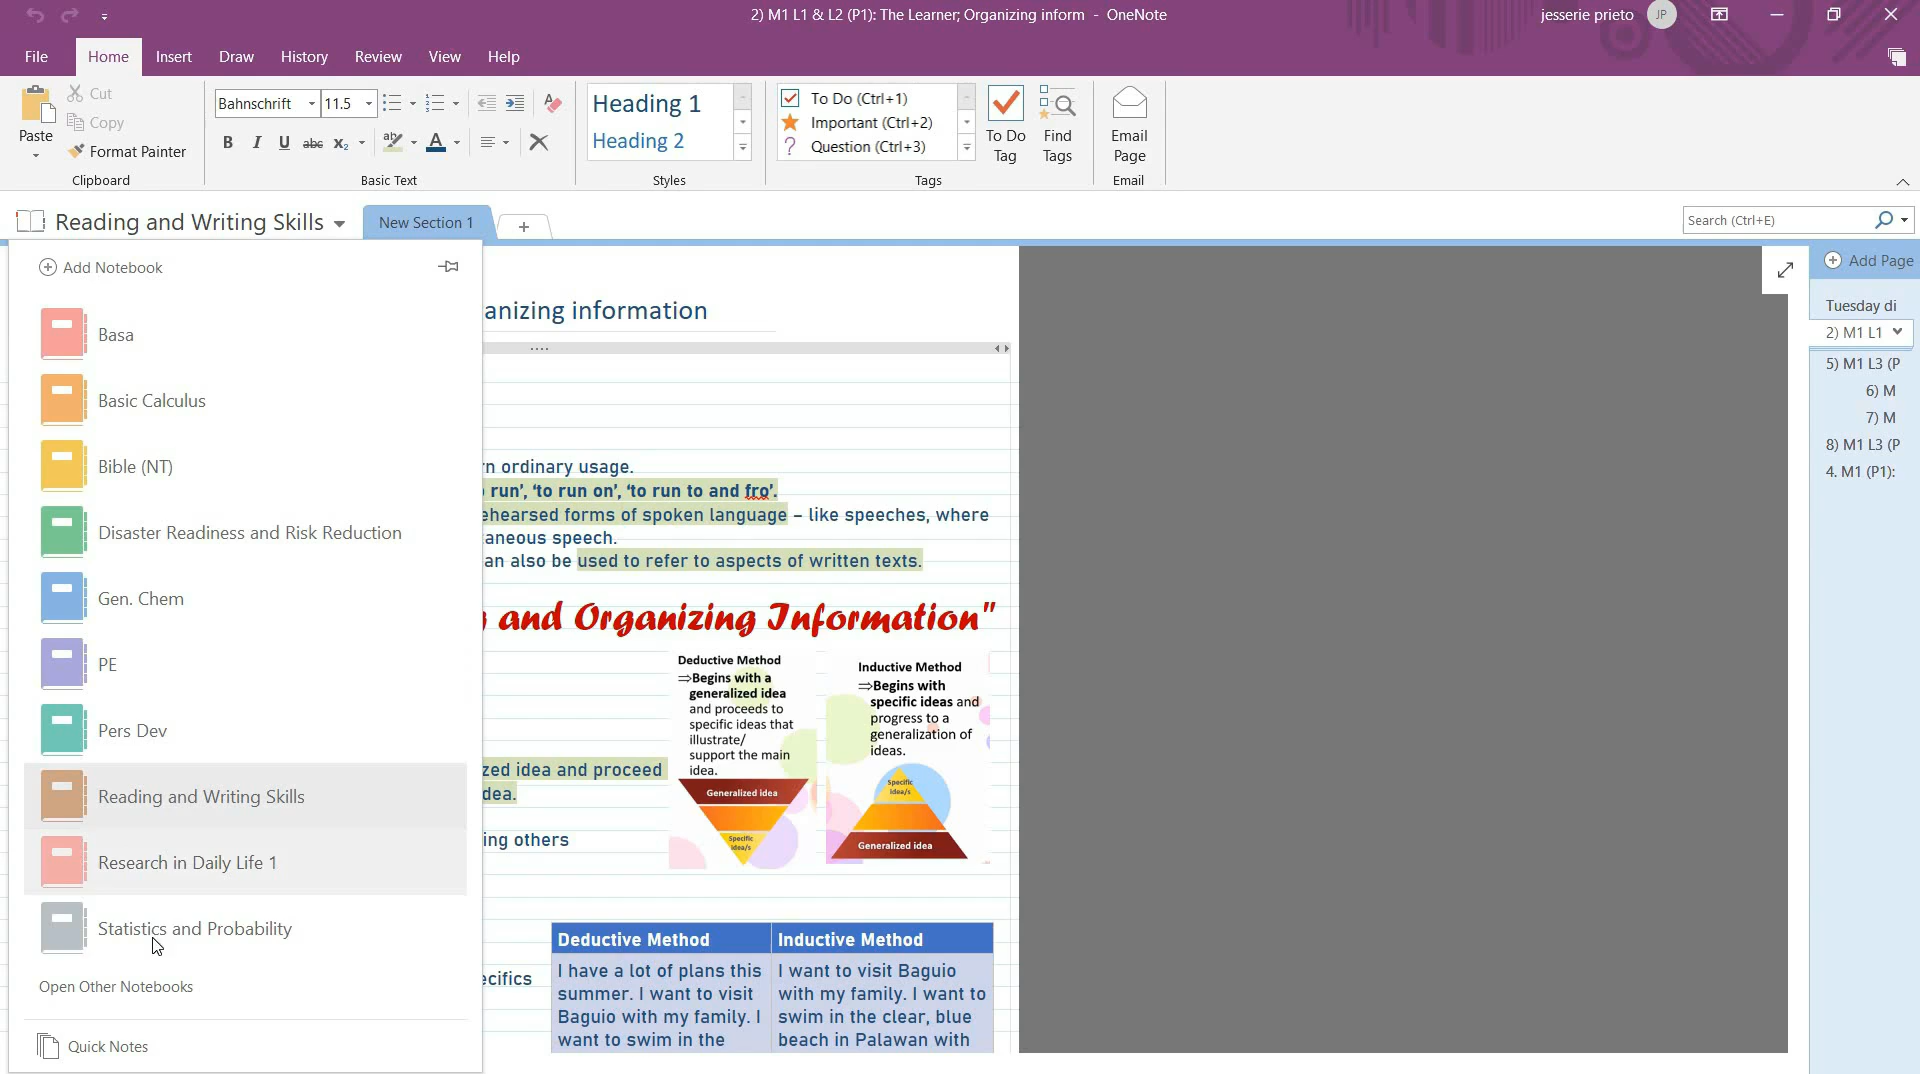 2) M1 L1 & L2 (P1): The Learner; Organizing inform - OneNote
jesserie prieto
JP
File
Home
Insert
Draw
History
Review
View
Help
Paste
Cut
Copy
Format Painter
Clipboard
Bahnschrift
11.5
B
I
U
abc
X₂
ab
A
Basic Text
Heading 1
Heading 2
Styles
To Do (Ctrl+1)
Important (Ctrl+2)
Question (Ctrl+3)
To Do
Tag
Find
Tags
Tags
Email
Page
Email
Reading and Writing Skills
New Section 1
+
Search (Ctrl+E)
Add Notebook
Basa
Basic Calculus
Bible (NT)
Disaster Readiness and Risk Reduction
Gen. Chem
PE
Pers Dev
Reading and Writing Skills
Research in Daily Life 1
Statistics and Probability
Open Other Notebooks
Quick Notes
anizing information
rn ordinary usage.
run’, ‘to run on’, ‘to run to and fro’.
ehearsed forms of spoken language – like speeches, where
aneous speech.
an also be used to refer to aspects of written texts.
and Organizing Information"
Deductive Method
⇒Begins with a
generalized idea
and proceeds to
specific ideas that
illustrate/
support the main
idea.
Generalized idea
Specific
idea/s
Inductive Method
⇒Begins with
specific ideas and
progress to a
generalization of
ideas.
Specific
idea/s
Generalized idea
zed idea and proceed
dea.
ing others
ecifics
Deductive Method
I have a lot of plans this
summer. I want to visit
Baguio with my family. I
want to swim in the
Inductive Method
I want to visit Baguio
with my family. I want to
swim in the clear, blue
beach in Palawan with
Add Page
Tuesday di
2) M1 L1
5) M1 L3 (P
6) M
7) M
8) M1 L3 (P
4. M1 (P1):